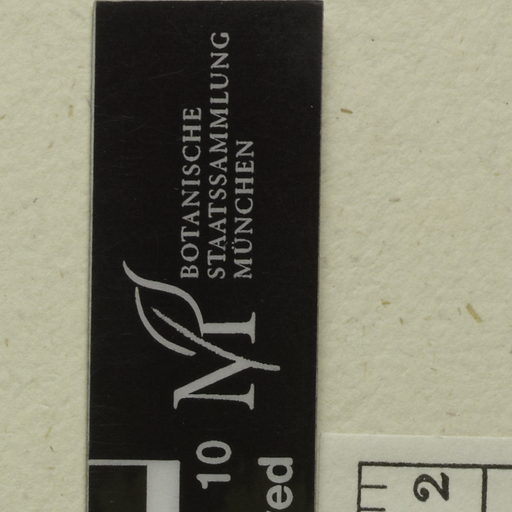 BOTANISCHE
STAATSSAMMLUNG
MÜNCHEN
M
10
2